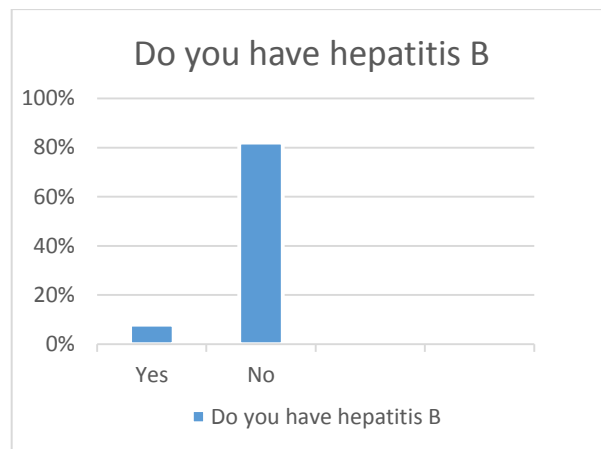 Do you have hepatitis B
100%
80%
60%
40%
20%
0%
Yes No
Do you have hepatitis B